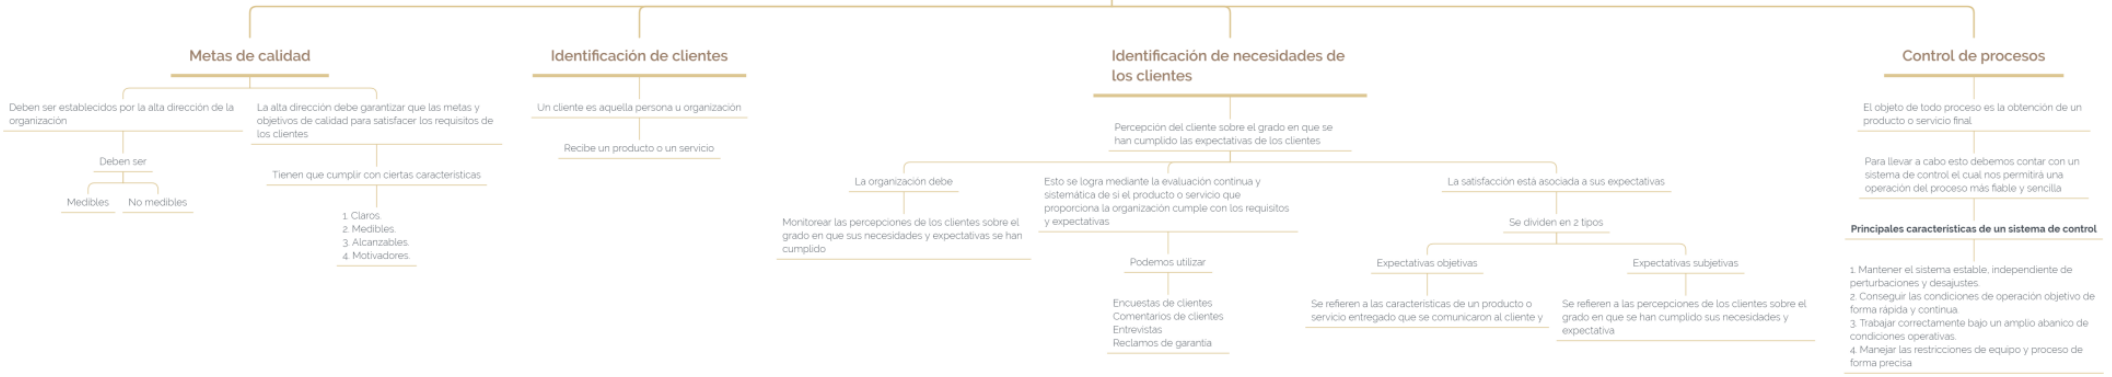 Metas de calidad
Deben ser establecidos por la alta dirección de la
organización
Deben ser
Medibles
No medibles
La alta dirección debe garantizar que las metas y
objetivos de calidad para satisfacer los requisitos de
los clientes
Tienen que cumplir con ciertas características
1. Claros.
2. Medibles.
3. Alcanzables.
4. Motivadores.
Identificación de clientes
Un cliente es aquella persona u organización
Recibe un producto o un servicio
Identificación de necesidades de
los clientes
Percepción del cliente sobre el grado en que se
han cumplido las expectativas de los clientes
La organización debe
Monitorear las percepciones de los clientes sobre el
grado en que sus necesidades y expectativas se han
cumplido
Esto se logra mediante la evaluación continua y
sistemática de si el producto o servicio que
proporciona la organización cumple con los requisitos
y expectativas
Podemos utilizar
Encuestas de clientes
Comentarios de clientes
Entrevistas
Reclamos de garantía
La satisfacción está asociada a sus expectativas
Se dividen en 2 tipos
Expectativas objetivas
Se refieren a las características de un producto o
servicio entregado que se comunicaron al cliente y
Expectativas subjetivas
Se refieren a las percepciones de los clientes sobre el
grado en que se han cumplido sus necesidades y
expectativa
Control de procesos
El objeto de todo proceso es la obtención de un
producto o servicio final
Para llevar a cabo esto debemos contar con un
sistema de control el cual nos permitirá una
operación del proceso más fiable y sencilla
Principales características de un sistema de control
1. Mantener el sistema estable, independiente de
perturbaciones y desajustes.
2. Conseguir las condiciones de operación objetivo de
forma rápida y continua.
3. Trabajar correctamente bajo un amplio abanico de
condiciones operativas.
4. Manejar las restricciones de equipo y proceso de
forma precisa